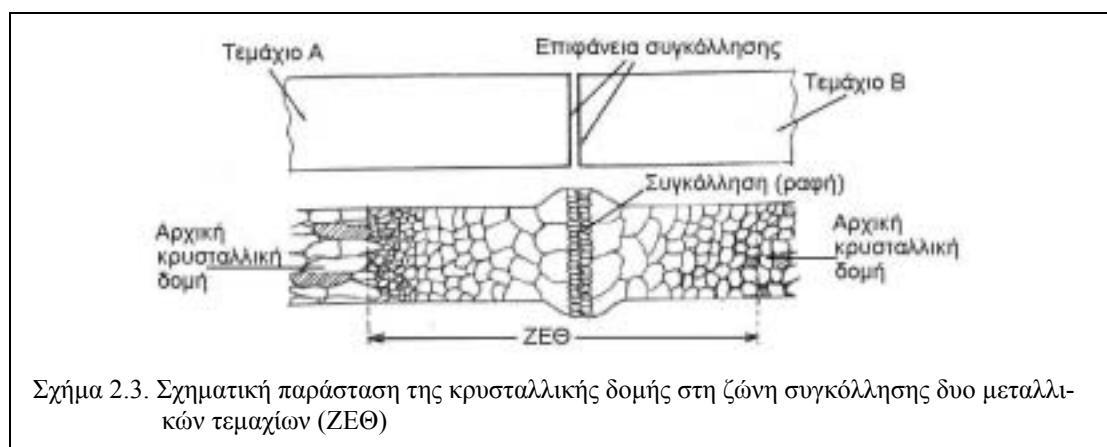 Τεμάχιο Α
Επιφάνεια συγκόλλησης
Τεμάχιο Β
Συγκόλληση (ραφή)
Αρχική
κρυσταλλική
δομή
Αρχική
κρυσταλλική
δομή
ΖΕΘ
Σχήμα 2.3. Σχηματική παράσταση της κρυσταλλικής δομής στη ζώνη συγκόλλησης δυο μεταλλι-
κών τεμαχίων (ΖΕΘ)